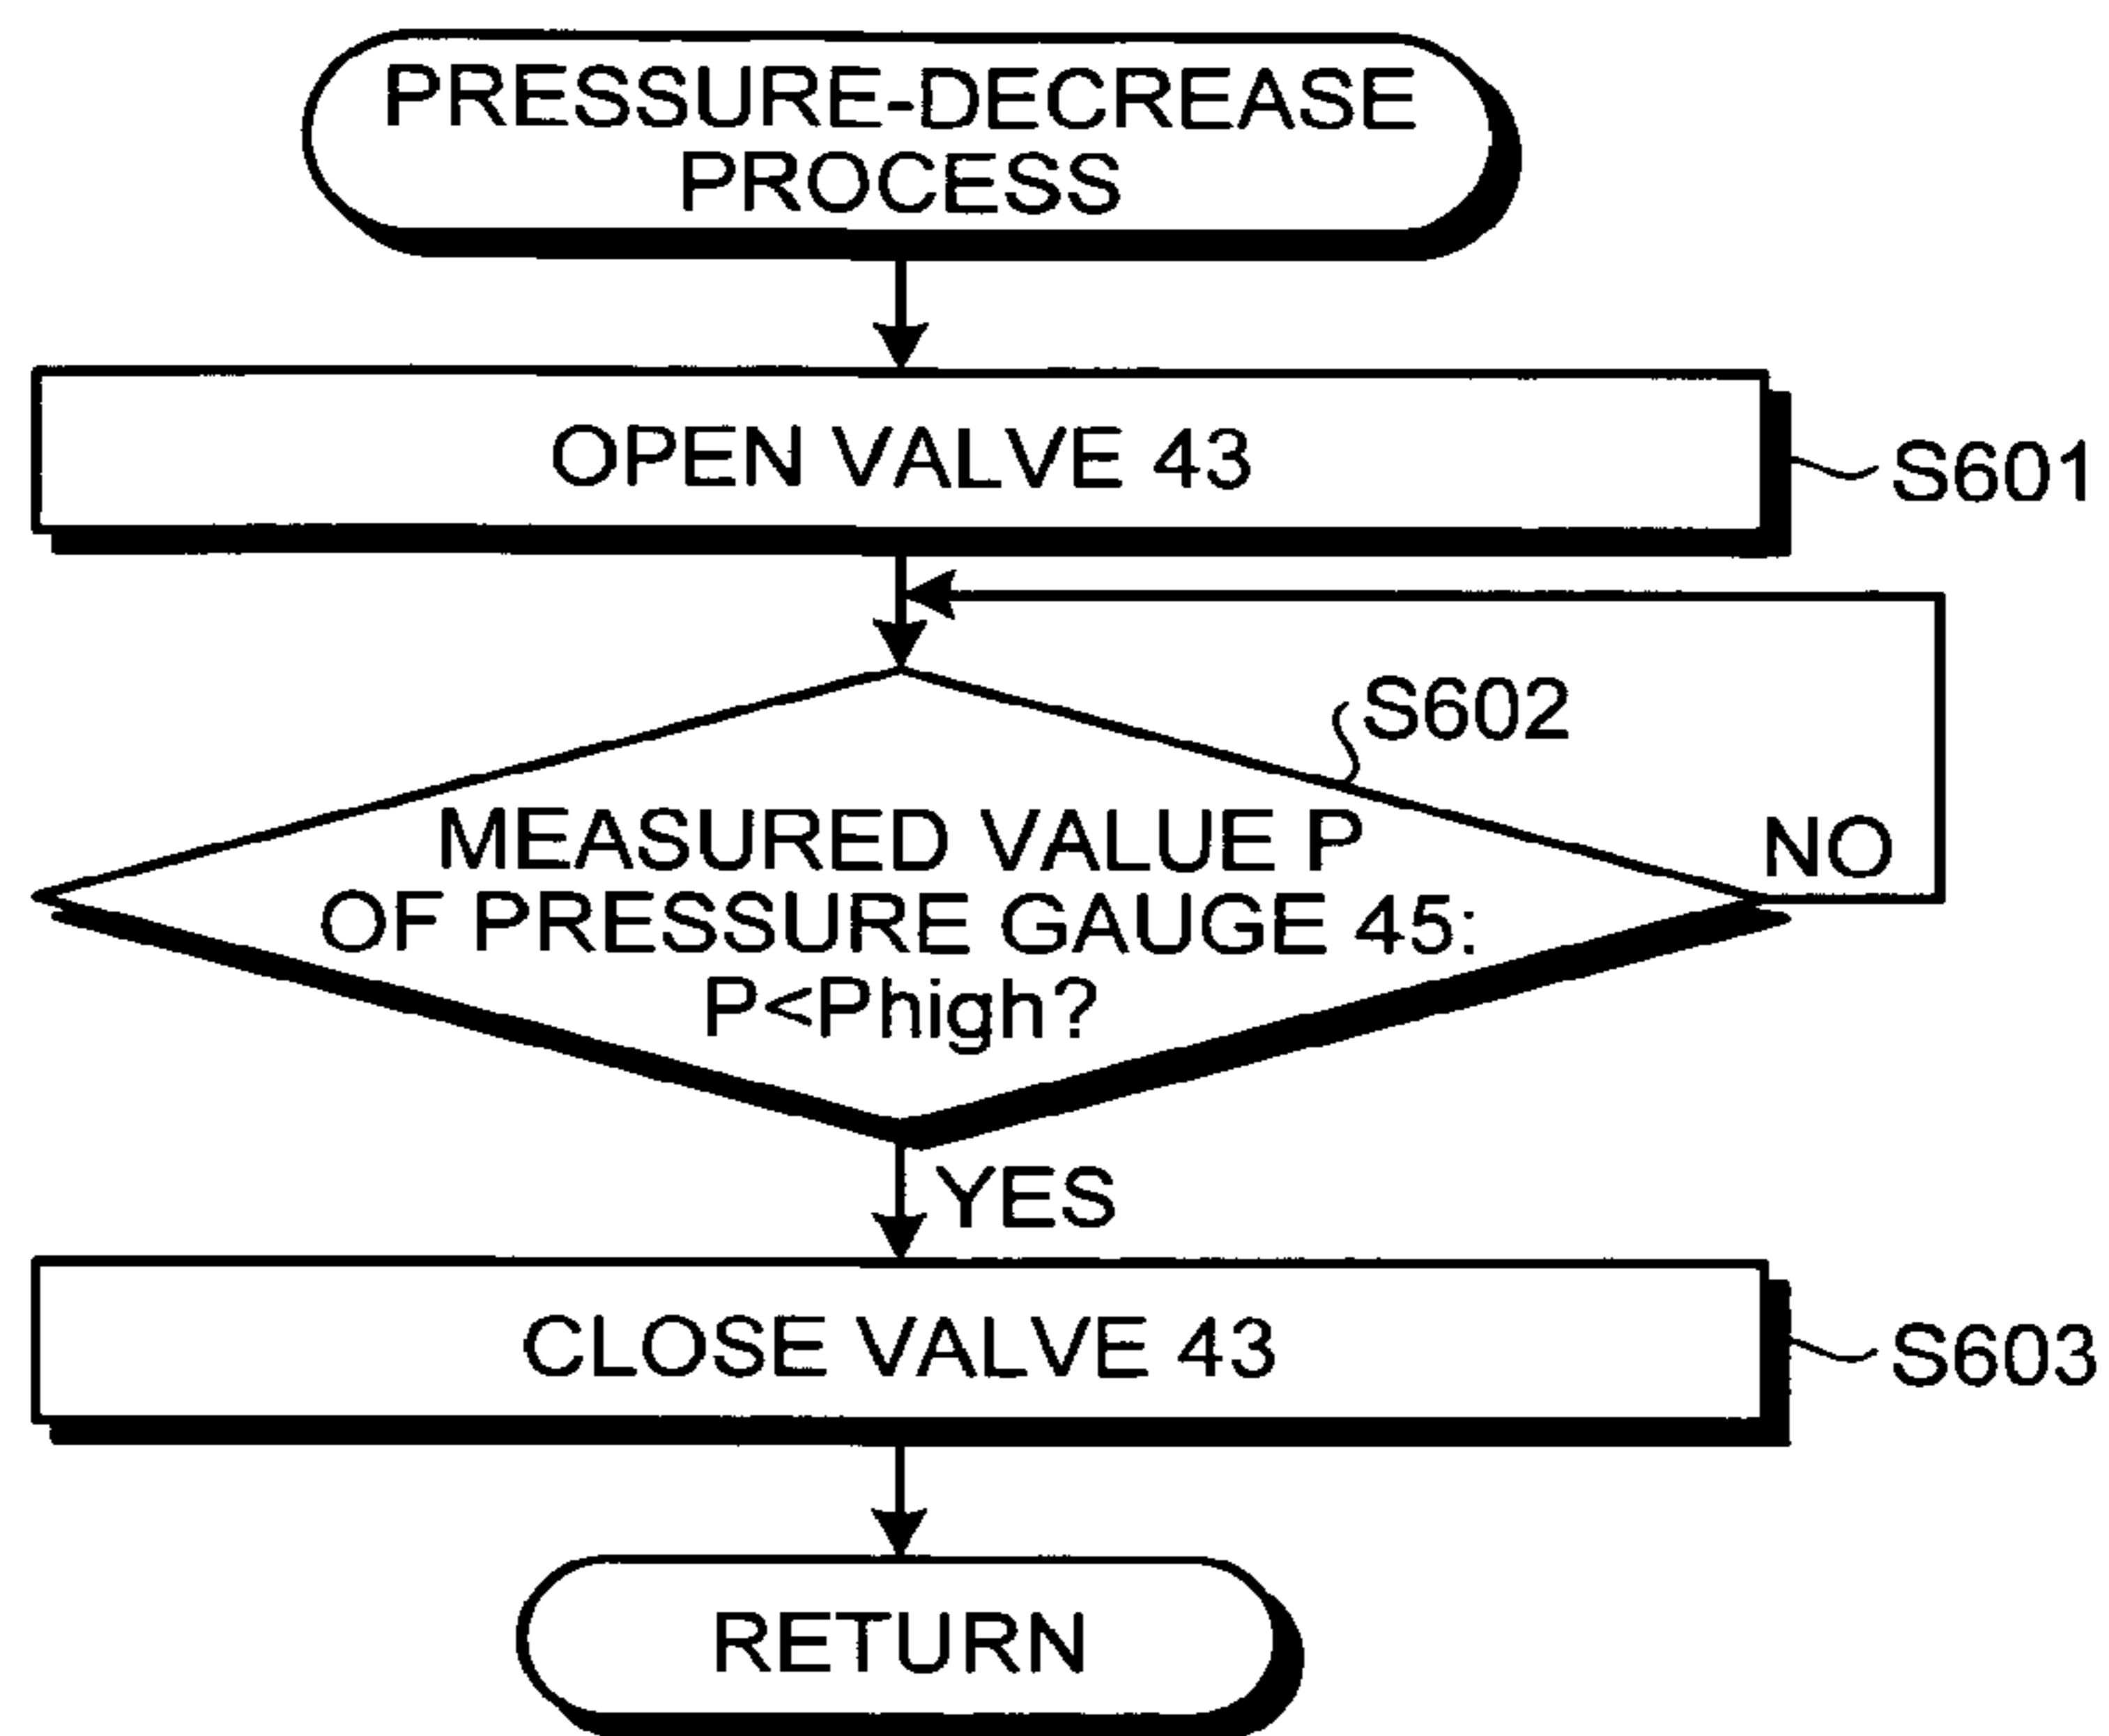 PRESSURE-DECREASE
PROCESS
OPEN VALVE 43
S601
S602
MEASURED VALUE P
OF PRESSURE GAUGE 45:
P<Phigh?
NO
YES
CLOSE VALVE 43
S603
RETURN